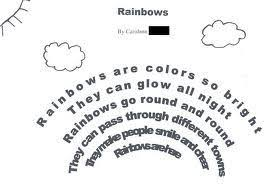 Rainbows
By
Rainbows are colors so bright
They can glow all night
Rainbows go round and round
They can pass through different towns
They make people smile and cheer
Rainbows are here